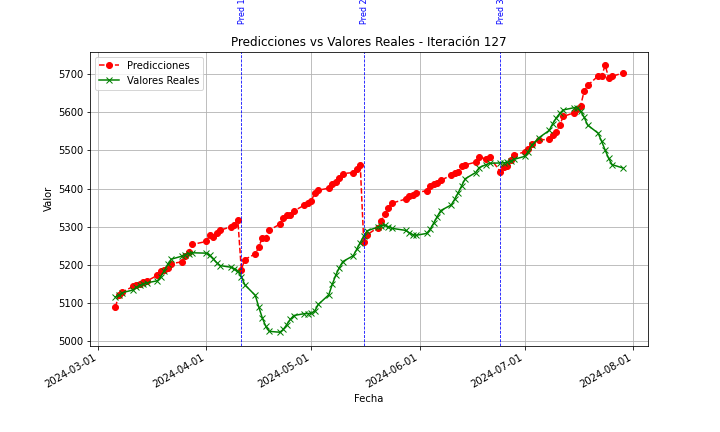 Pred 1
Pred 2
Pred 3
Predicciones vs Valores Reales - Iteración 127
Predicciones
Valores Reales
Valor
5700
5600
5500
5400
5300
5200
5100
5000
2024-03-01
2024-04-01
2024-05-01
2024-06-01
2024-07-01
2024-08-01
Fecha